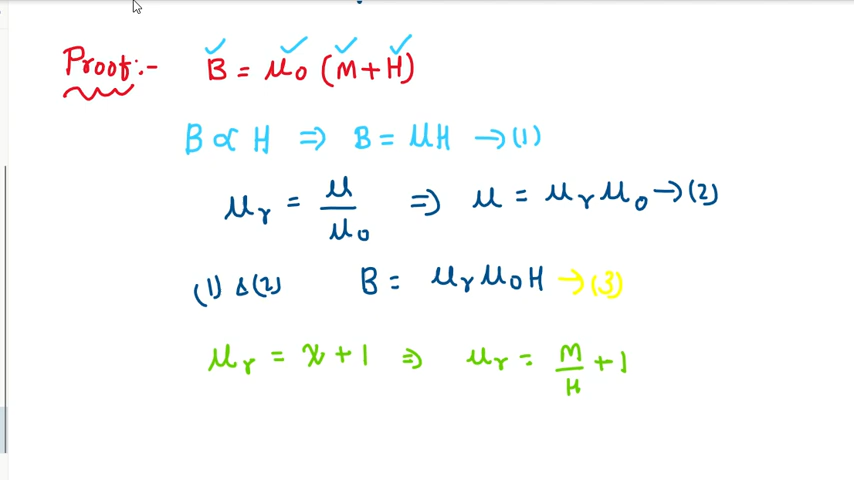 Proof:- B = μ₀ (M+H)
B ∝ H ⇒ B = μH → (1)
μᵣ = μ/μ₀ ⇒ μ = μᵣμ₀ → (2)
(1) & (2) B = μᵣμ₀H → (3)
μᵣ = χ + 1 ⇒ μᵣ = M/H + 1